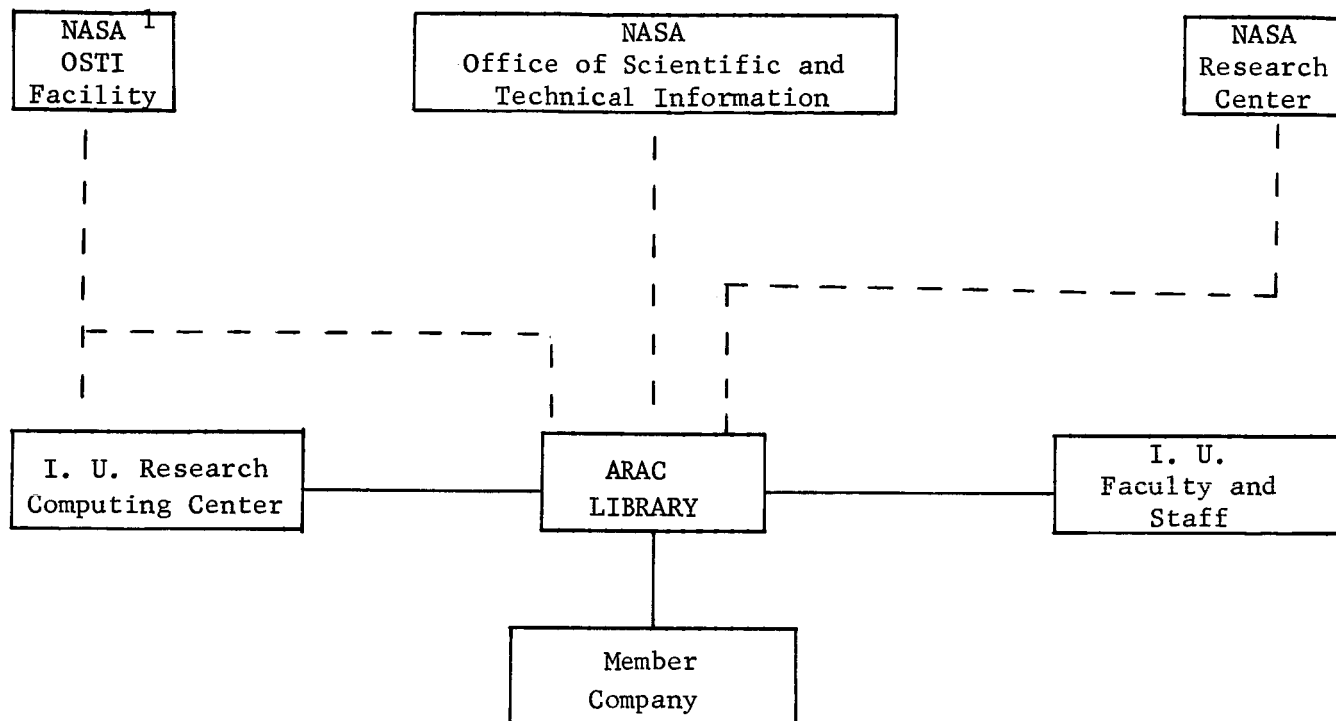 NASA 1
OSTI
Facility
NASA
Office of Scientific and
Technical Information
NASA
Research
Center
I. U. Research
Computing Center
ARAC
LIBRARY
I. U.
Faculty and
Staff
Member
Company